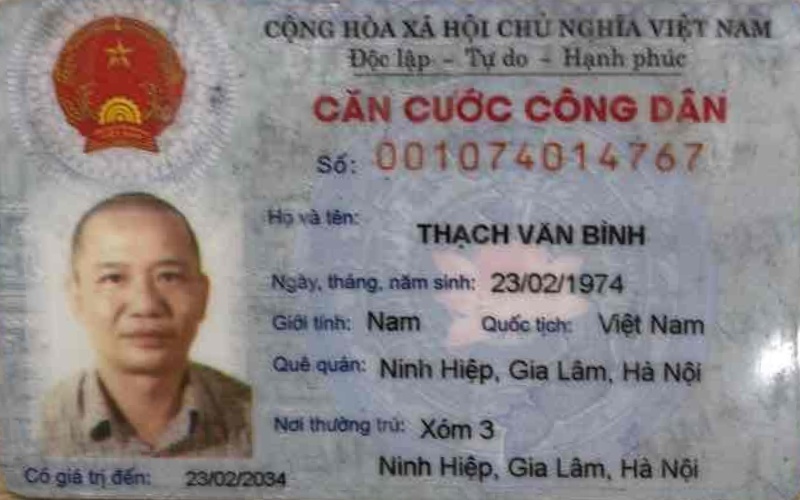 CỘNG HÒA XÃ HỘI CHỦ NGHĨA VIỆT NAM
Độc lập - Tự do - Hạnh phúc
CĂN CƯỚC CÔNG DÂN
Số: 001074014767
Họ và tên:
THẠCH VĂN BÌNH
Ngày, tháng, năm sinh: 23/02/1974
Giới tính: Nam Quốc tịch: Việt Nam
Quê quán: Ninh Hiệp, Gia Lâm, Hà Nội
Nơi thường trú: Xóm 3
Ninh Hiệp, Gia Lâm, Hà Nội
Có giá trị đến: 23/02/2034